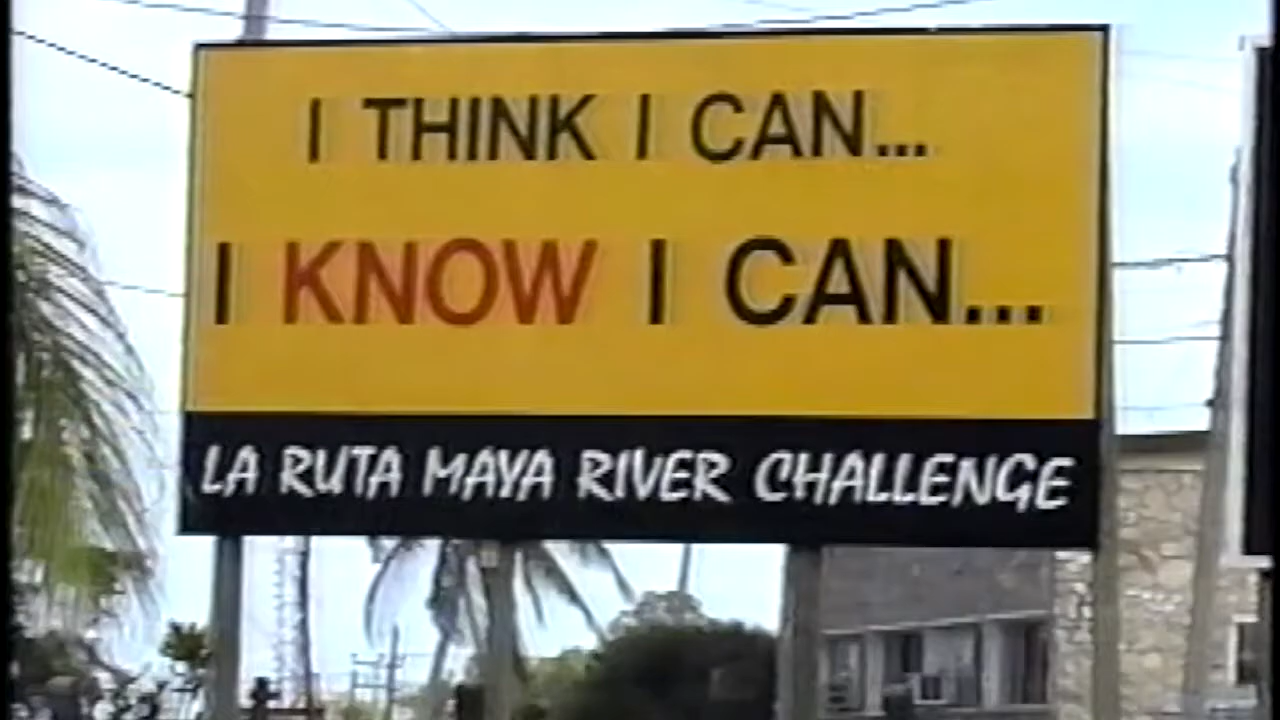 I THINK I CAN...
I KNOW I CAN...
LA RUTA MAYA RIVER CHALLENGE